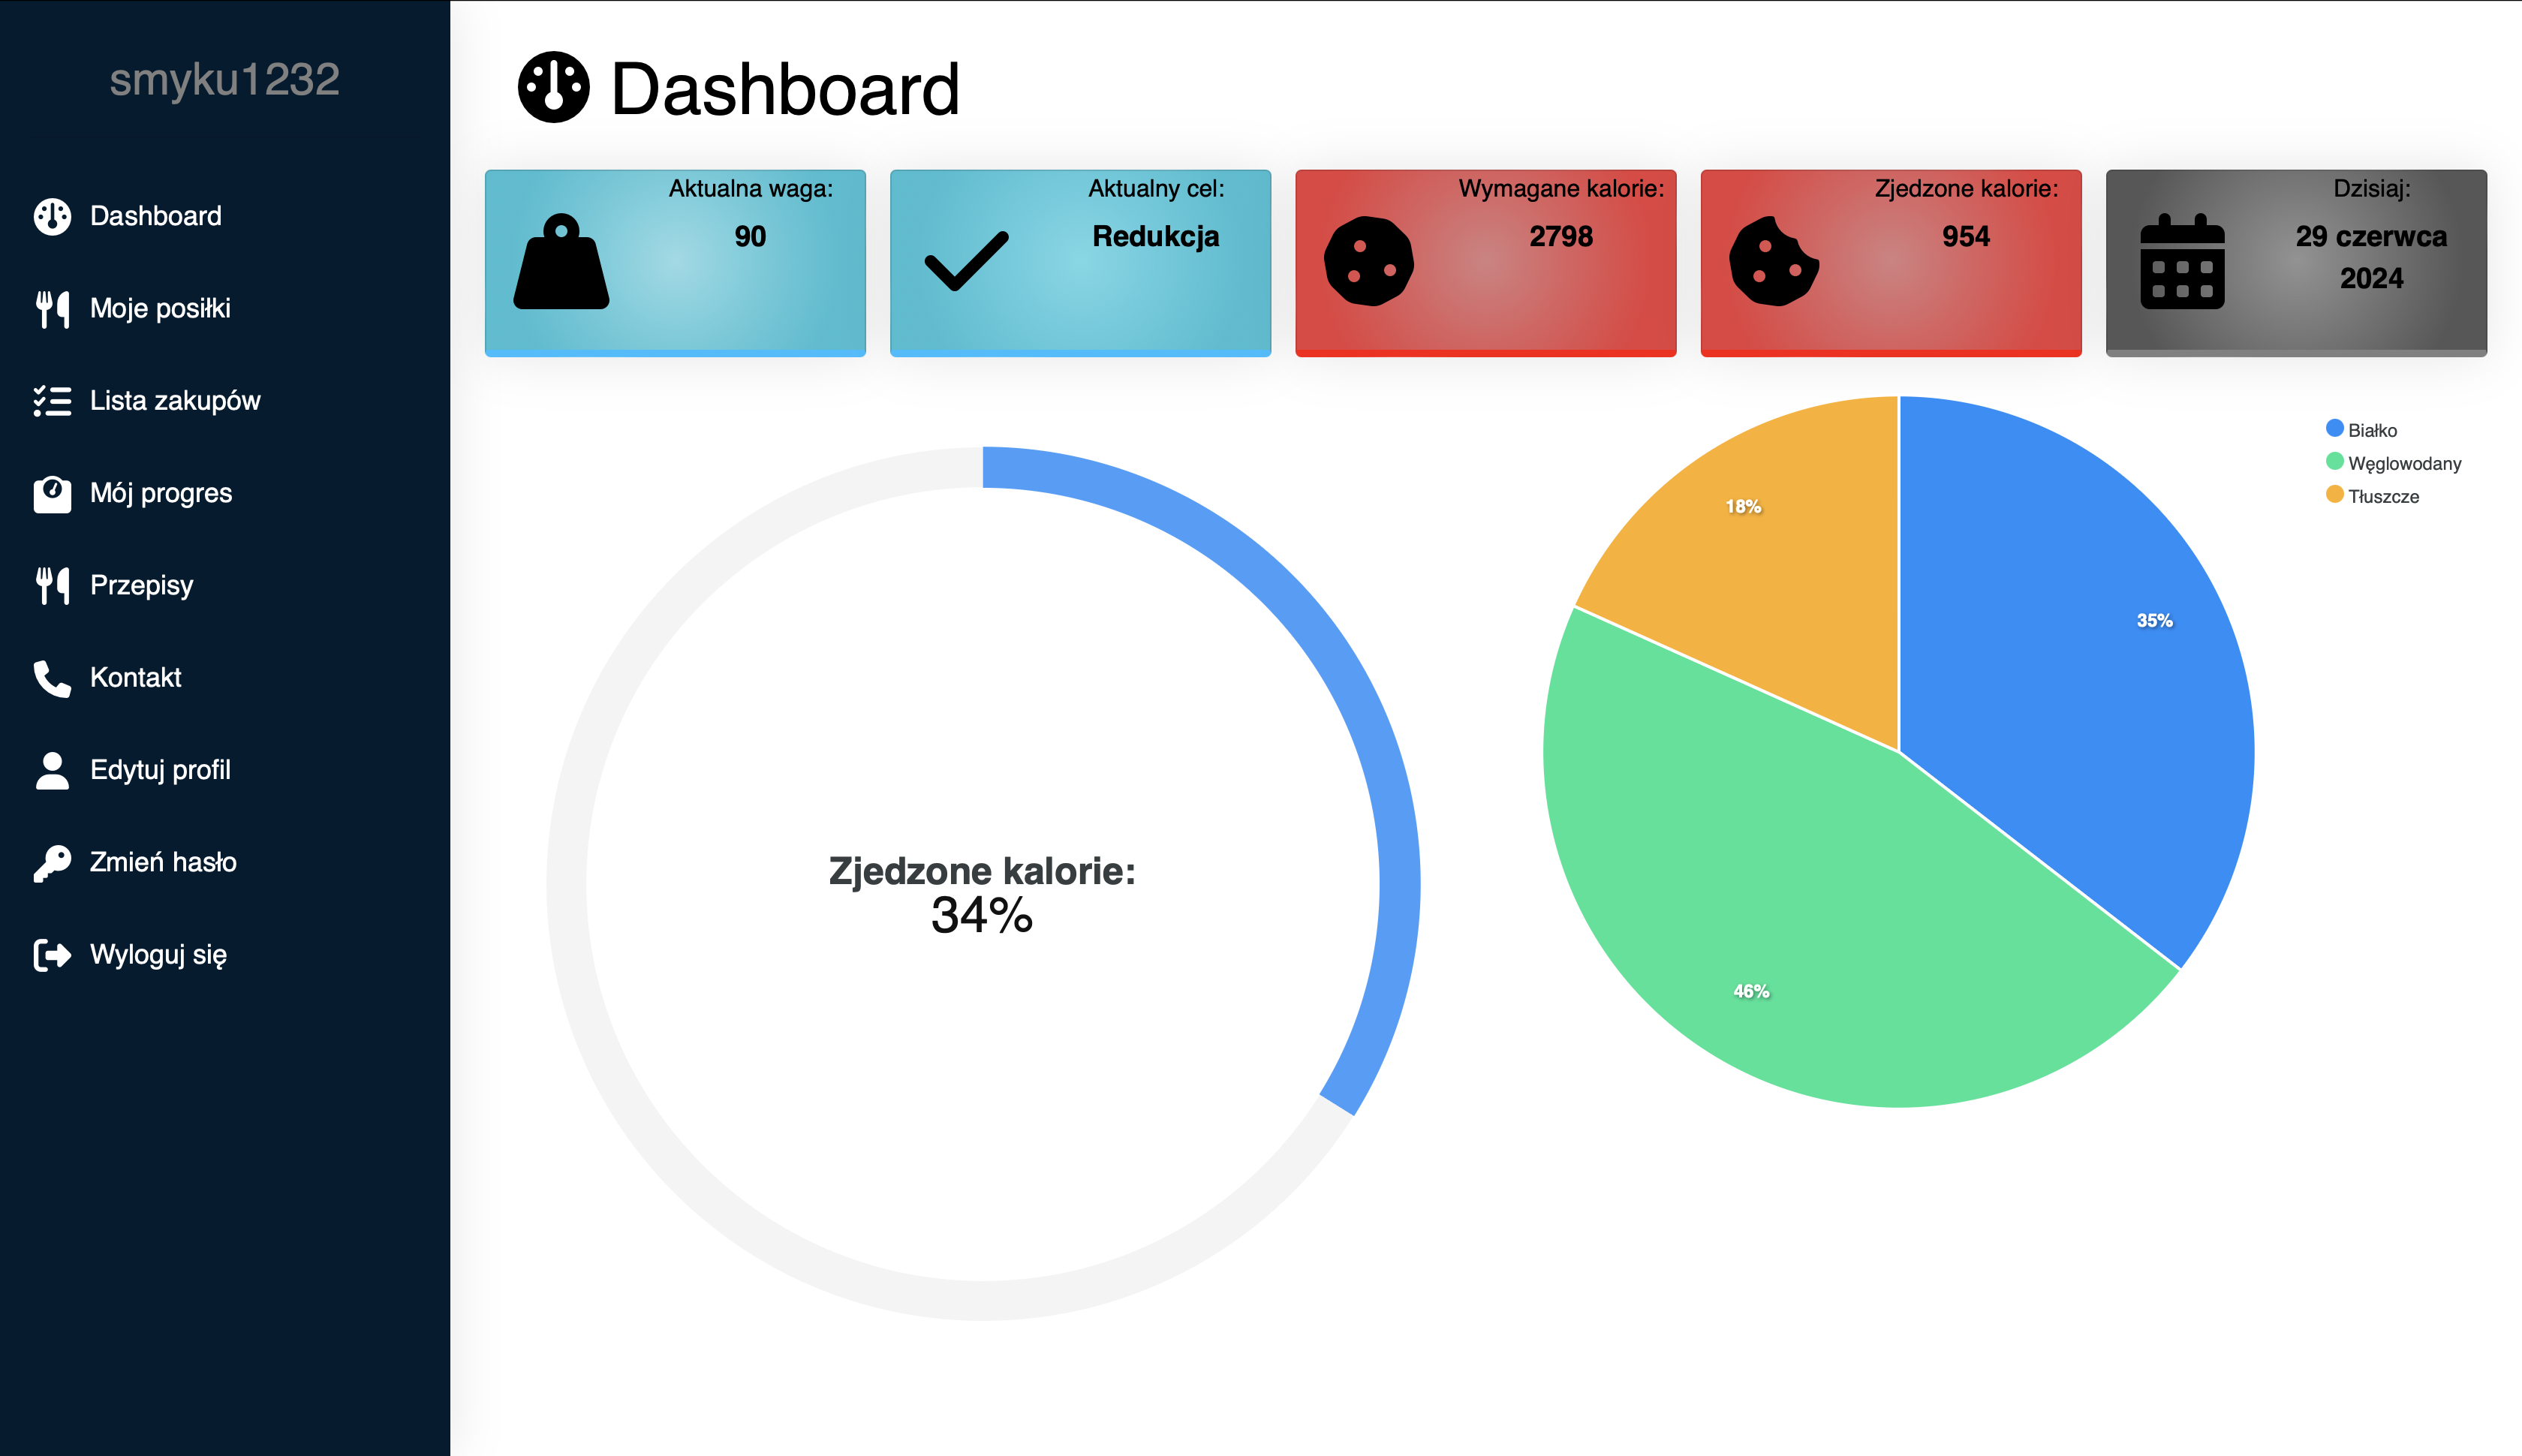 smyku1232
Dashboard
Moje posiłki
Lista zakupów
Mój progres
Przepisy
Kontakt
Edytuj profil
Zmień hasło
Wyloguj się
Dashboard
Aktualna waga:
90
Aktualny cel:
Redukcja
Wymagane kalorie:
2798
Zjedzone kalorie:
954
Dzisiaj:
29 czerwca
2024
Zjedzone kalorie:
34%
18%
35%
46%
Białko
Węglowodany
Tłuszcze